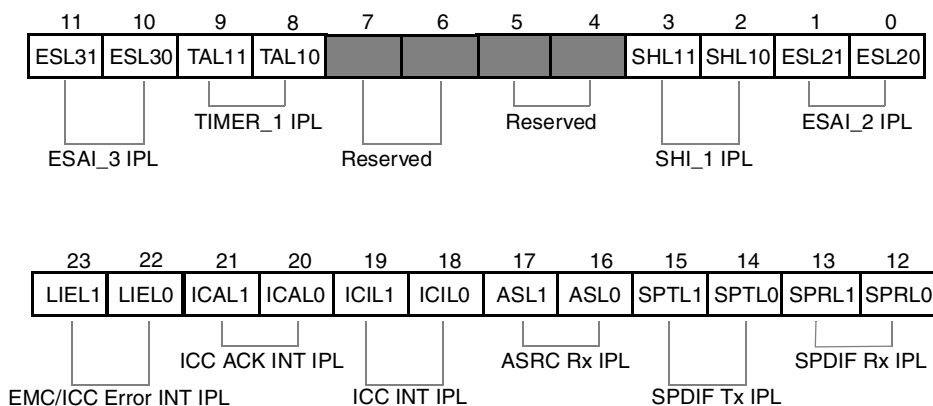 11 10 9 8 7 6 5 4 3 2 1 0
ESL31 ESL30 TAL11 TAL10 SHL11 SHL10 ESL21 ESL20
TIMER_1 IPL Reserved ESAI_2 IPL
ESAI_3 IPL Reserved SHI_1 IPL
23 22 21 20 19 18 17 16 15 14 13 12
LIEL1 LIEL0 ICAL1 ICAL0 ICIL1 ICIL0 ASL1 ASL0 SPTL1 SPTL0 SPRL1 SPRL0
ICC ACK INT IPL ASRC Rx IPL SPDIF Rx IPL
EMC/ICC Error INT IPL ICC INT IPL SPDIF Tx IPL